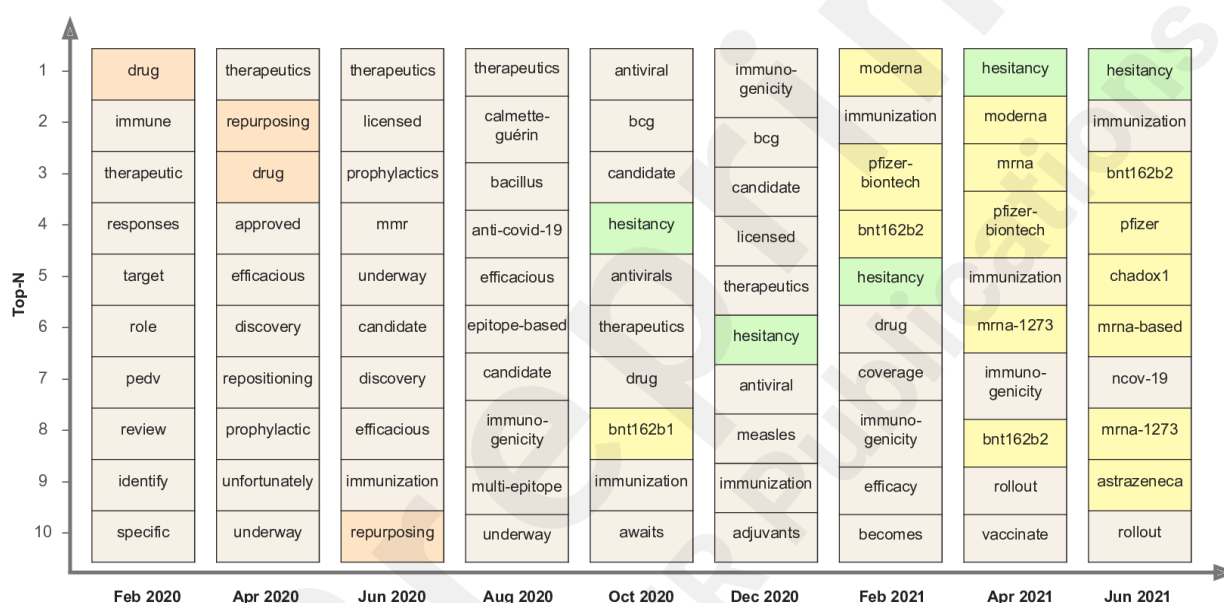 Top-N
1
2
3
4
5
6
7
8
9
10
drug
immune
therapeutic
responses
target
role
pedv
review
identify
specific
Feb 2020
therapeutics
repurposing
drug
approved
efficacious
discovery
repositioning
prophylactic
unfortunately
underway
Apr 2020
therapeutics
licensed
prophylactics
mmr
underway
candidate
discovery
efficacious
immunization
repurposing
Jun 2020
therapeutics
calmette-
guérin
bacillus
anti-covid-19
efficacious
epitope-based
candidate
immuno-
genicity
multi-epitope
underway
Aug 2020
antiviral
bcg
candidate
hesitancy
antivirals
therapeutics
drug
bnt162b1
immunization
awaits
Oct 2020
immuno-
genicity
bcg
candidate
licensed
therapeutics
hesitancy
antiviral
measles
immunization
adjuvants
Dec 2020
moderna
immunization
pfizer-
biontech
bnt162b2
hesitancy
drug
coverage
immuno-
genicity
efficacy
becomes
Feb 2021
hesitancy
moderna
mrna
pfizer-
biontech
immunization
mrna-1273
immuno-
genicity
bnt162b2
rollout
vaccinate
Apr 2021
hesitancy
immunization
bnt162b2
pfizer
chadox1
mrna-based
ncov-19
mrna-1273
astrazeneca
rollout
Jun 2021